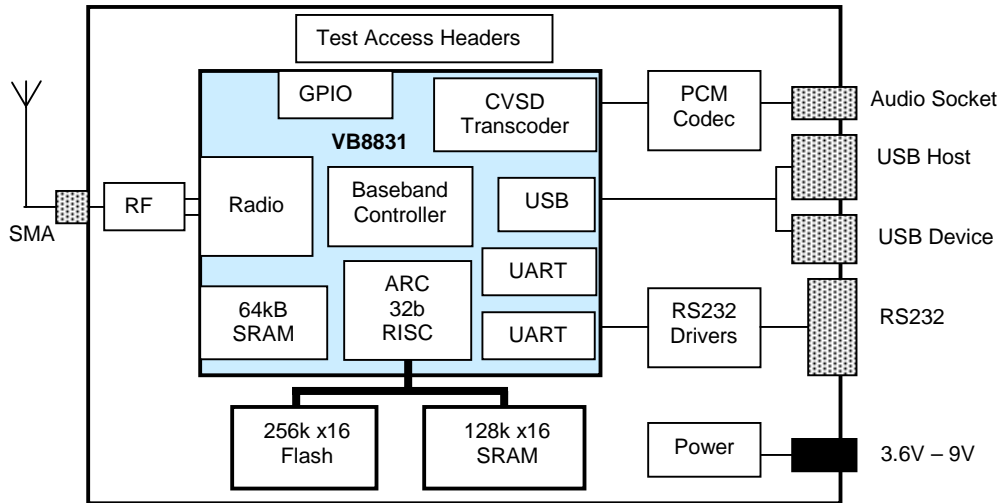 Test Access Headers
GPIO
CVSD
Transcoder
VB8831
PCM
Codec
Audio Socket
USB Host
RF
Radio
Baseband
Controller
USB
SMA
USB Device
UART
64kB
SRAM
ARC
32b
RISC
UART
RS232
Drivers
RS232
256k x16
Flash
128k x16
SRAM
Power
3.6V – 9V